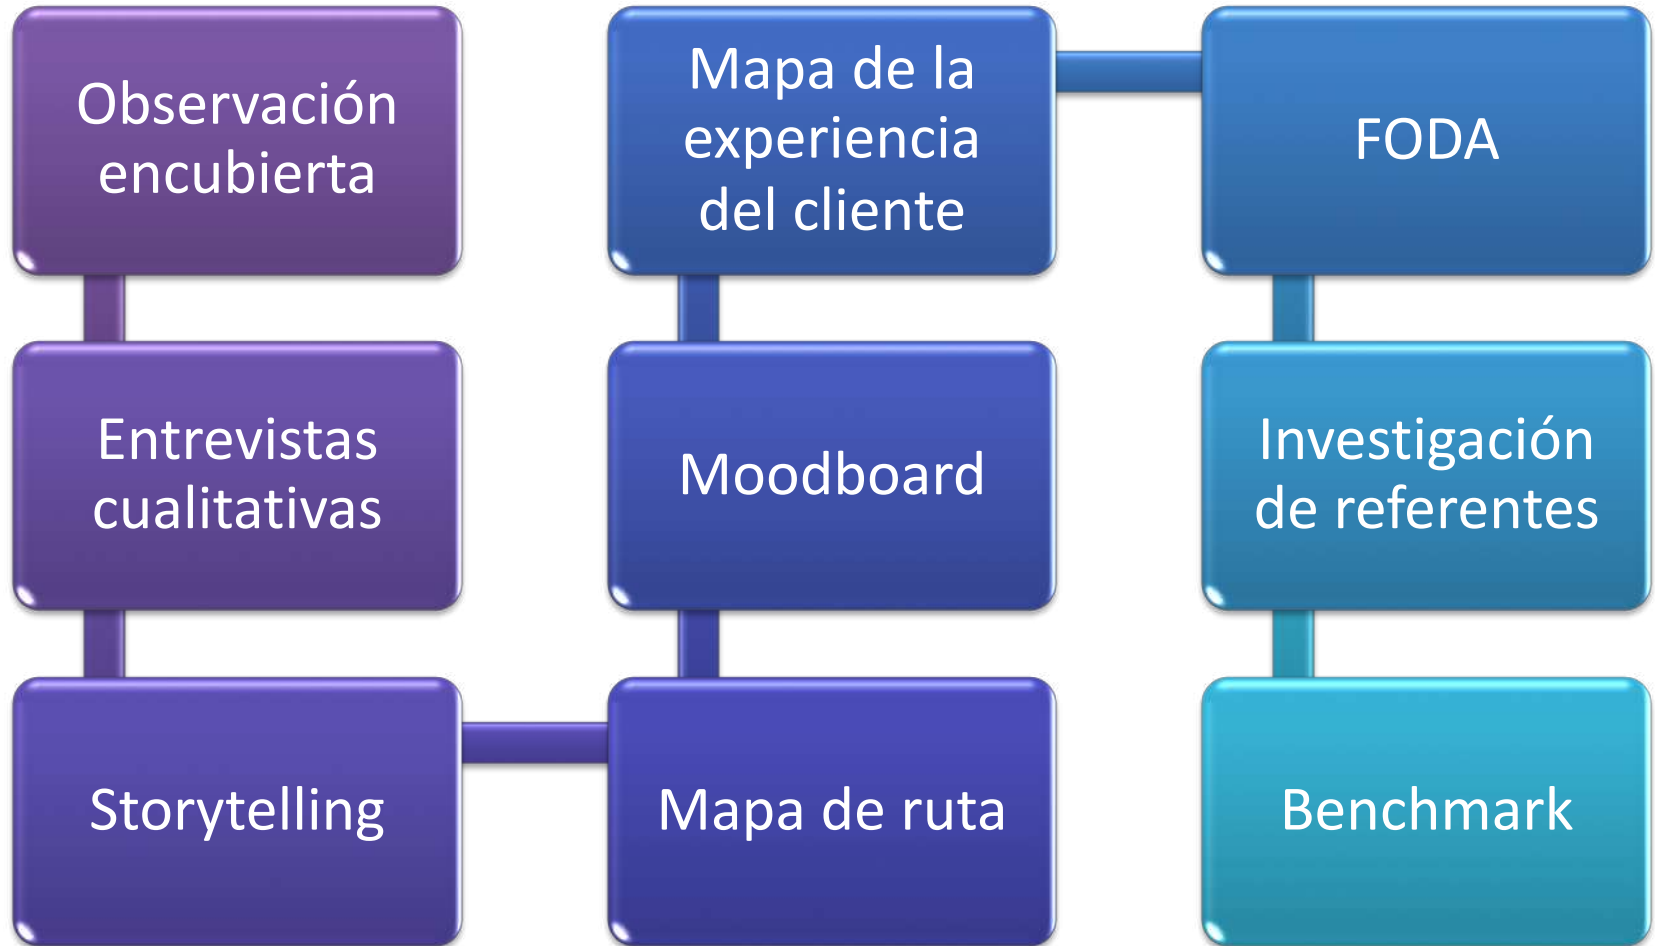 Observación
encubierta
Entrevistas
cualitativas
Storytelling
Mapa de ruta
Moodboard
Mapa de la
experiencia
del cliente
FODA
Investigación
de referentes
Benchmark